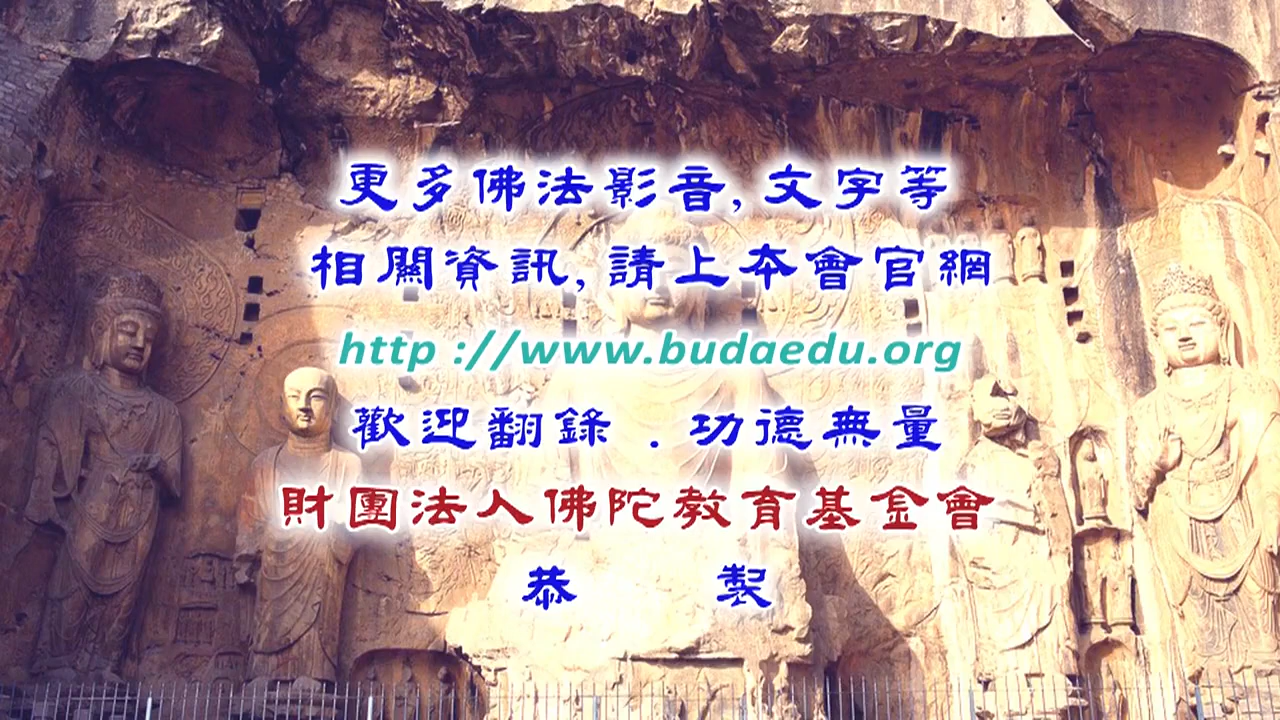 更多佛法影音,文字等
相關資訊,請上本會官網
http ://www.budaedu.org
歡迎翻錄 . 功德無量
財團法人佛陀教育基金會
恭 製